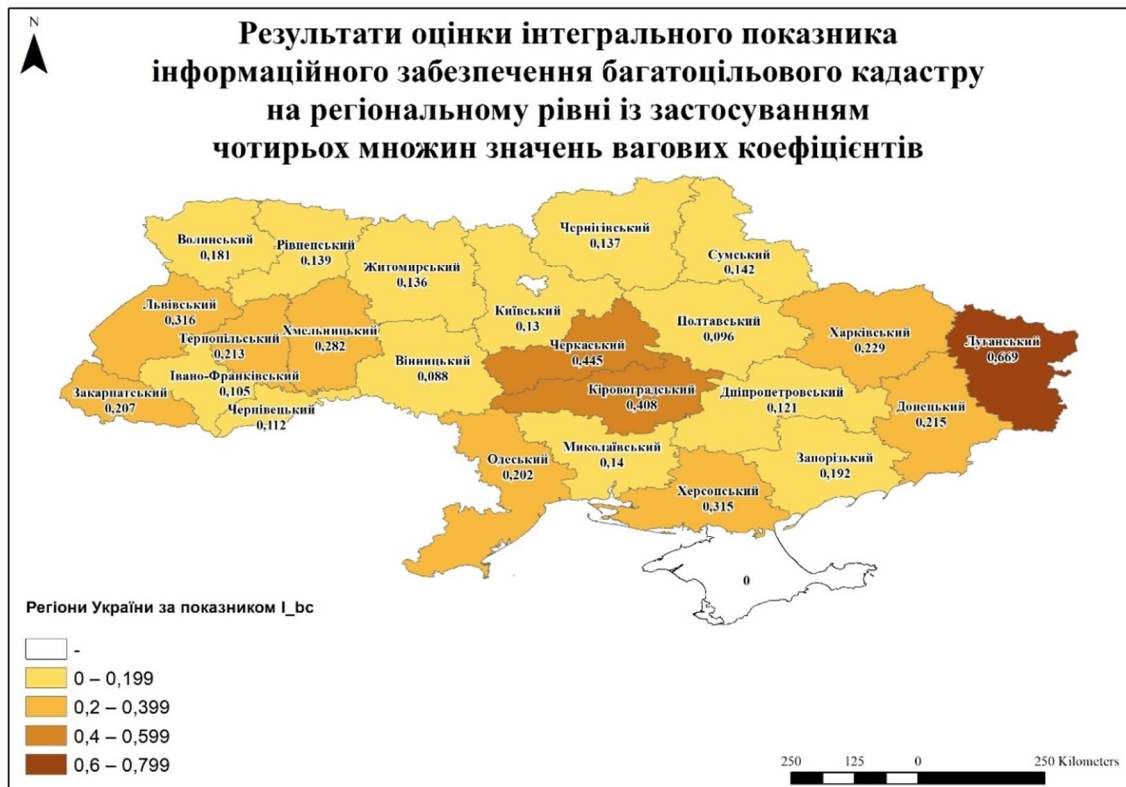 N
Результати оцінки інтегрального показника
інформаційного забезпечення багатоцільового кадастру
на регіональному рівні із застосуванням
чотирьох множин значень вагових коефіцієнтів
Волинський
0,181
Рівненський
0,139
Житомирський
0,136
Чернігівський
0,137
Сумський
0,142
Львівський
0,316
Тернопільський
0,213
Хмельницький
0,282
Київський
0,13
Черкаський
0,445
Полтавський
0,096
Харківський
0,229
Луганський
0,669
Закарпатський
0,207
Івано-Франківський
0,105
Чернівецький
0,112
Вінницький
0,088
Кіровоградський
0,408
Дніпропетровський
0,121
Донецький
0,215
Одеський
0,202
Миколаївський
0,14
Херсонський
0,315
Запорізький
0,192
0
Регіони України за показником I_bc
-
0 – 0,199
0,2 – 0,399
0,4 – 0,599
0,6 – 0,799
250 125 0 250 Kilometers